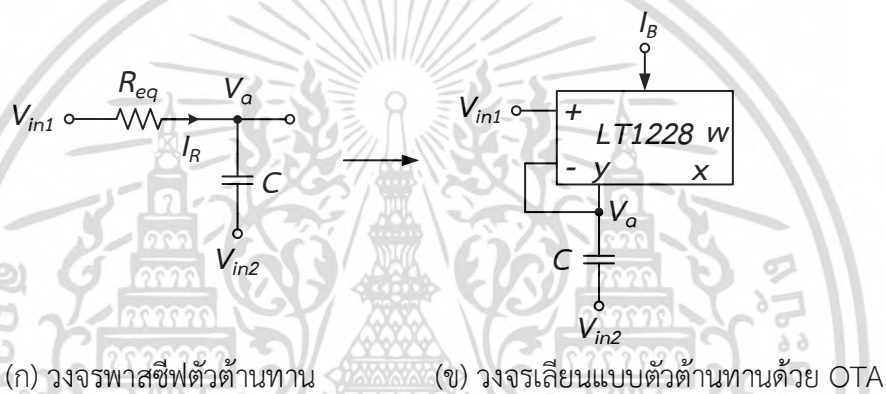 R_eq
V_a
V_in1
I_R
C
V_in2
I_B
V_in1
+
LT1228
w
-
y
x
V_a
C
V_in2
(ก) วงจรพาสซีฟตัวต้านทาน
(ข) วงจรเลียนแบบตัวต้านทานด้วย OTA